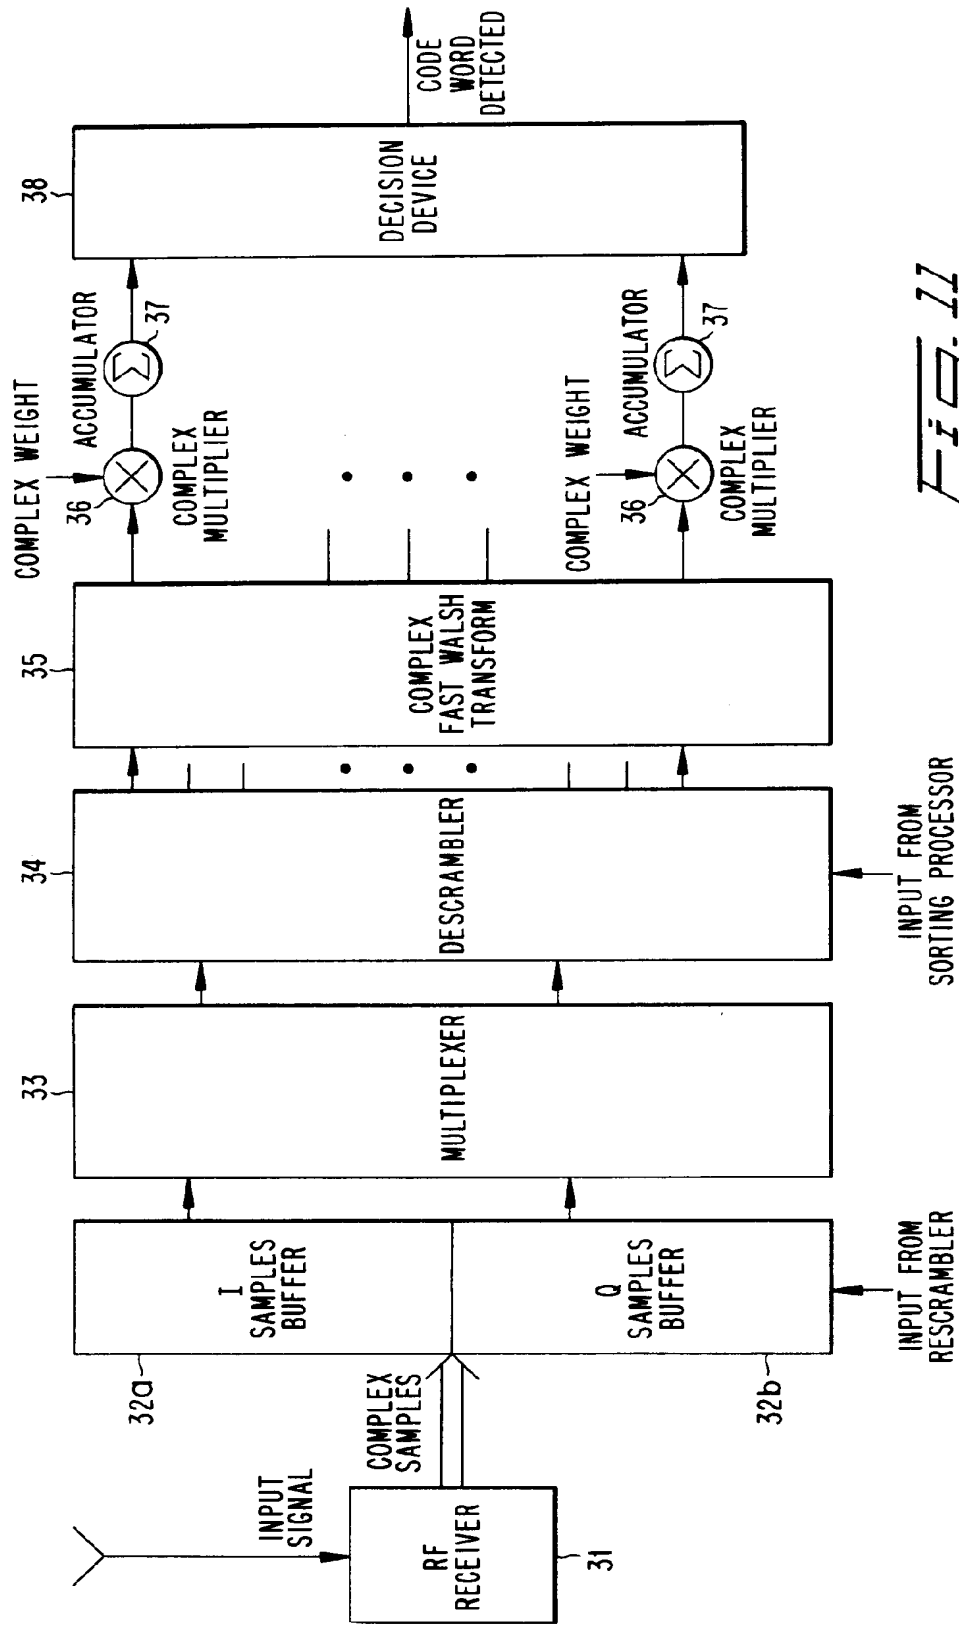 INPUT
SIGNAL
RF
RECEIVER
31
COMPLEX
SAMPLES
32a
I
SAMPLES
BUFFER
Q
SAMPLES
BUFFER
32b
INPUT FROM
RESCRAMBLER
33
MULTIPLEXER
34
DESCRAMBLER
INPUT FROM
SORTING PROCESSOR
35
COMPLEX
FAST WALSH
TRANSFORM
COMPLEX WEIGHT
36
X
COMPLEX
MULTIPLIER
ACCUMULATOR
Σ
37
COMPLEX WEIGHT
36
X
COMPLEX
MULTIPLIER
ACCUMULATOR
Σ
37
38
DECISION
DEVICE
CODE
WORD
DETECTED
Fig. 11